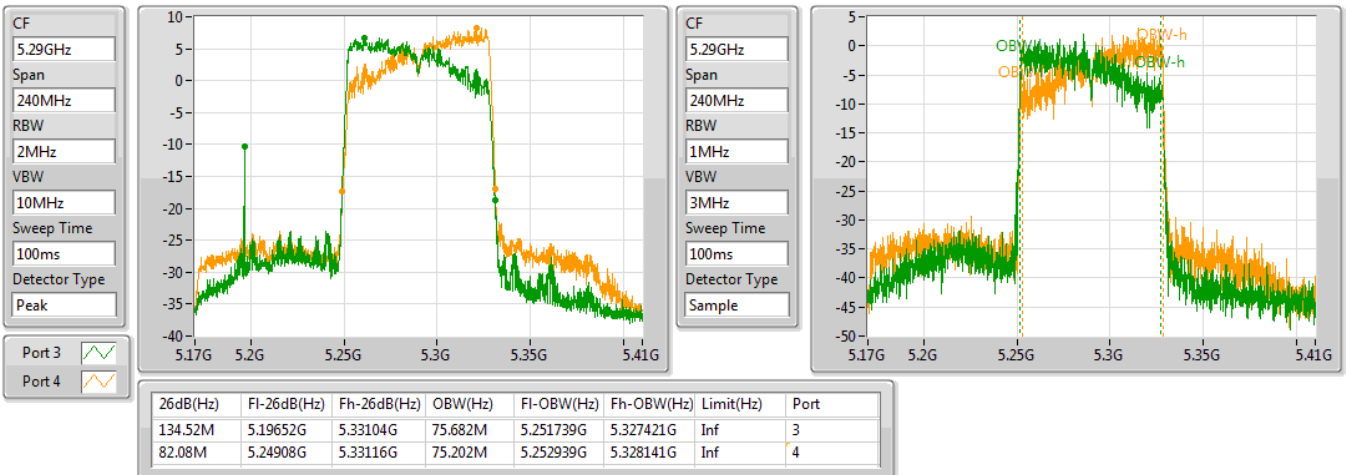 CF
5.29GHz
Span
240MHz
RBW
2MHz
VBW
10MHz
Sweep Time
100ms
Detector Type
Peak
Port 3
Port 4
10
5
0
-5
-10
-15
-20
-25
-30
-35
-40
5.17G 5.2G 5.25G 5.3G 5.35G 5.41G
CF
5.29GHz
Span
240MHz
RBW
1MHz
VBW
3MHz
Sweep Time
100ms
Detector Type
Sample
5
0
-5
-10
-15
-20
-25
-30
-35
-40
-45
-50
OBW-h
OBW-h
5.17G 5.2G 5.25G 5.3G 5.35G 5.41G
26dB(Hz) Fl-26dB(Hz) Fh-26dB(Hz) OBW(Hz) Fl-OBW(Hz) Fh-OBW(Hz) Limit(Hz) Port
134.52M 5.19652G 5.33104G 75.682M 5.251739G 5.327421G Inf 3
82.08M 5.24908G 5.33116G 75.202M 5.252939G 5.328141G Inf 4